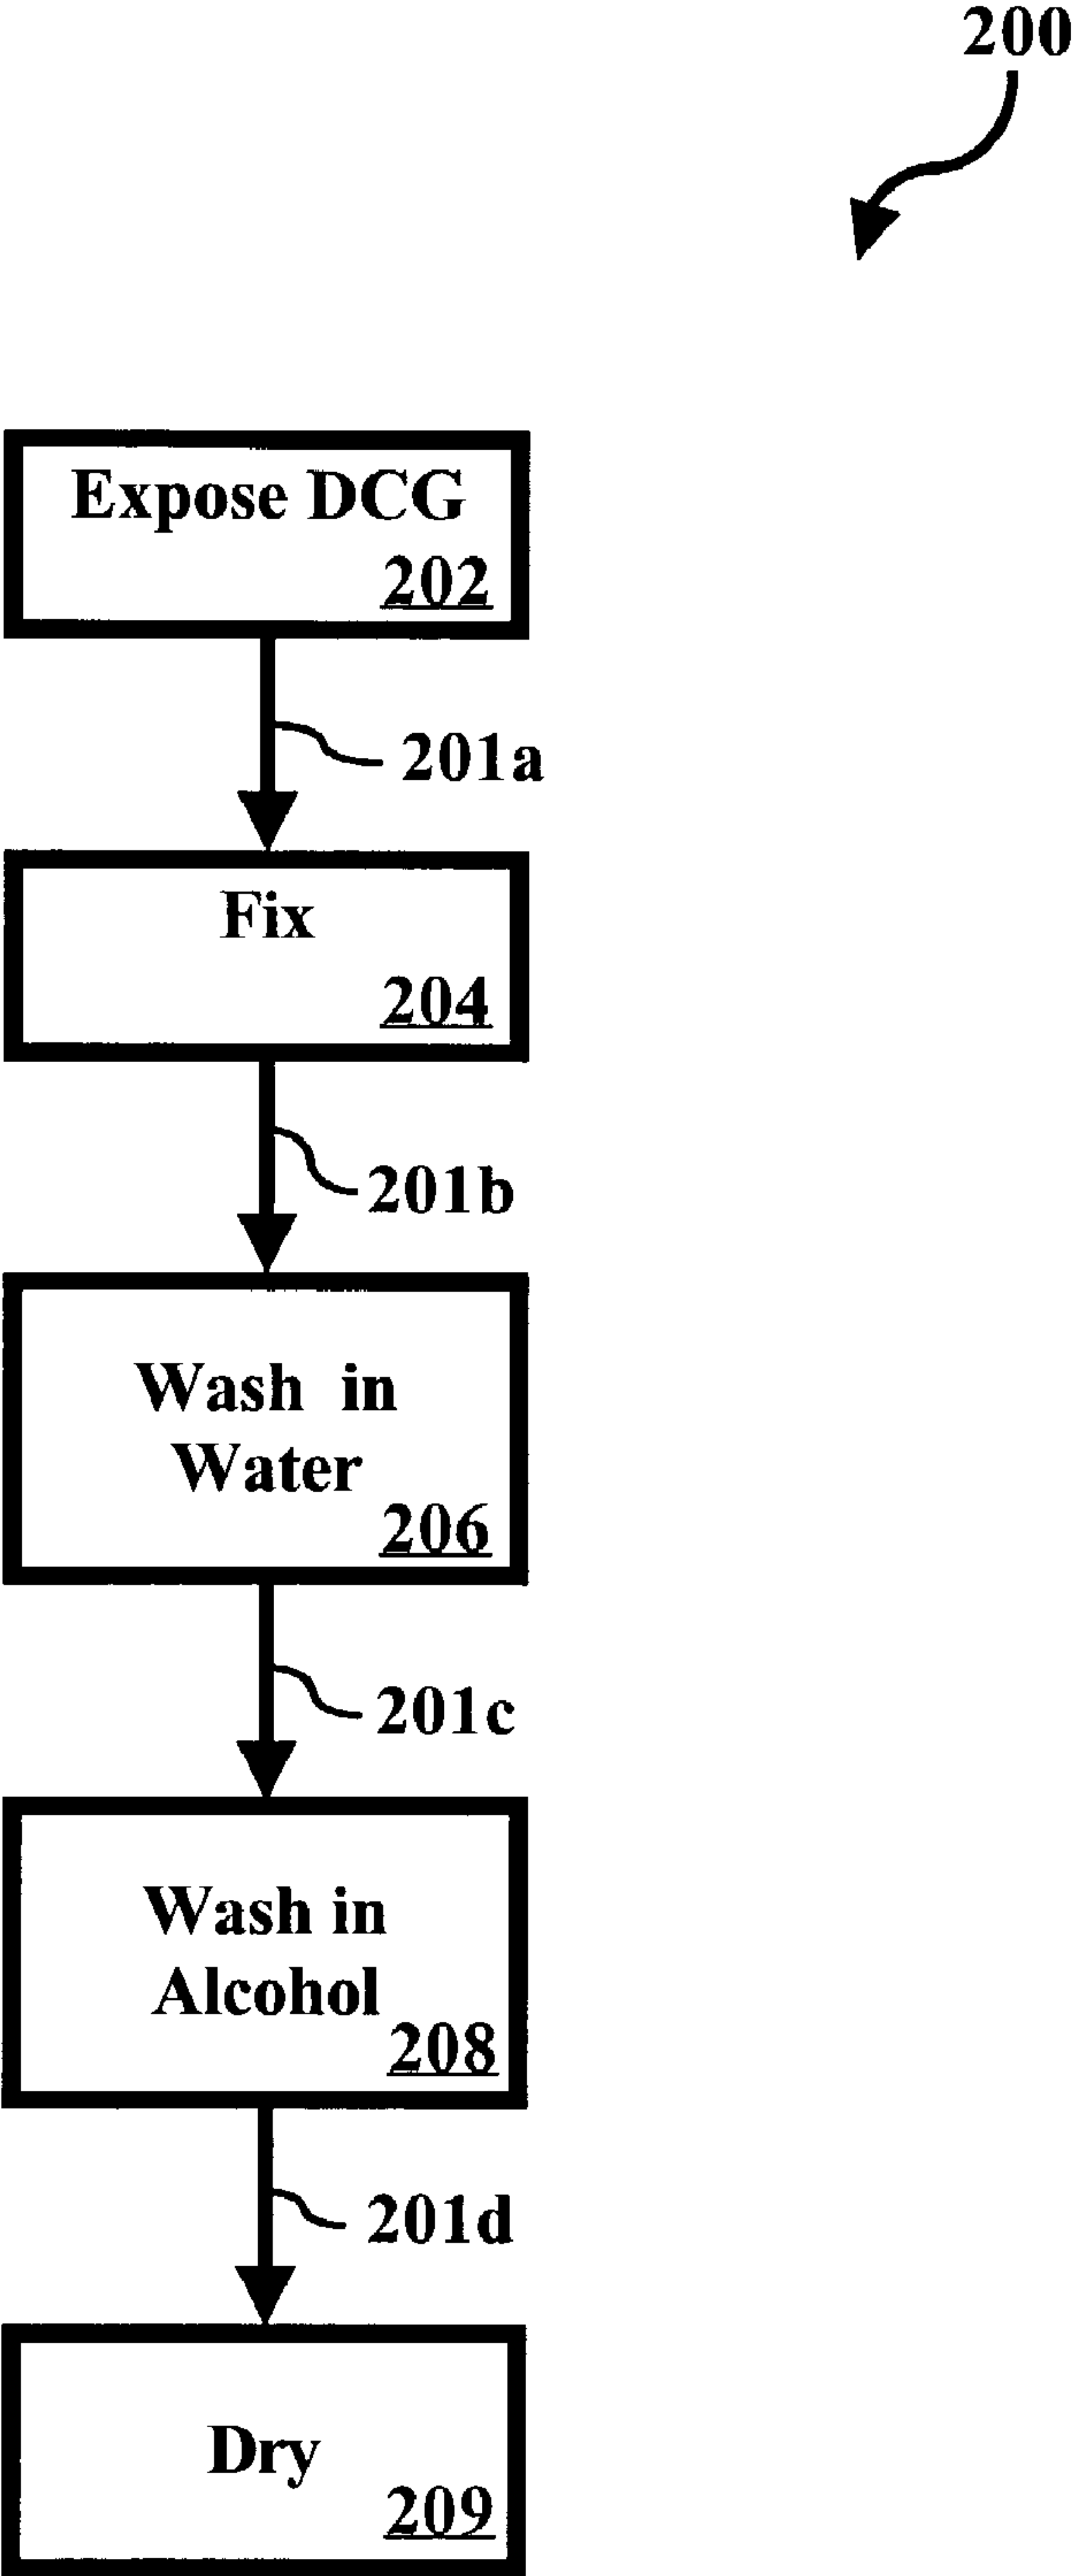 200
Expose DCG
202
201a
Fix
204
201b
Wash in
Water
206
201c
Wash in
Alcohol
208
201d
Dry
209